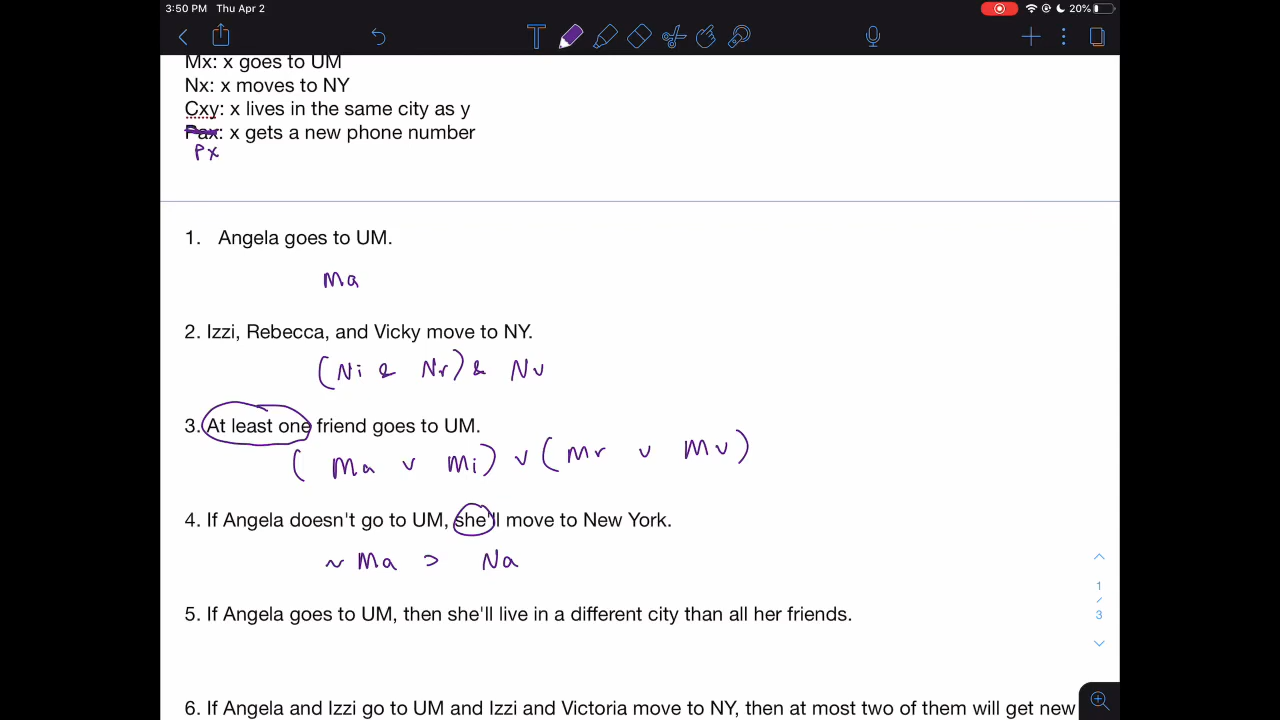 3:50 PM Thu Apr 2
20%
T
Mx: x goes to UM
Nx: x moves to NY
Cxy: x lives in the same city as y
Pax: x gets a new phone number
Px
1. Angela goes to UM.
Ma
2. Izzi, Rebecca, and Vicky move to NY.
(Ni & Nr) & Nv
3. At least one friend goes to UM.
(Ma v Mi) v (Mr v Mv)
4. If Angela doesn't go to UM, she'll move to New York.
~ Ma > Na
5. If Angela goes to UM, then she'll live in a different city than all her friends.
1
/
3
6. If Angela and Izzi go to UM and Izzi and Victoria move to NY, then at most two of them will get new